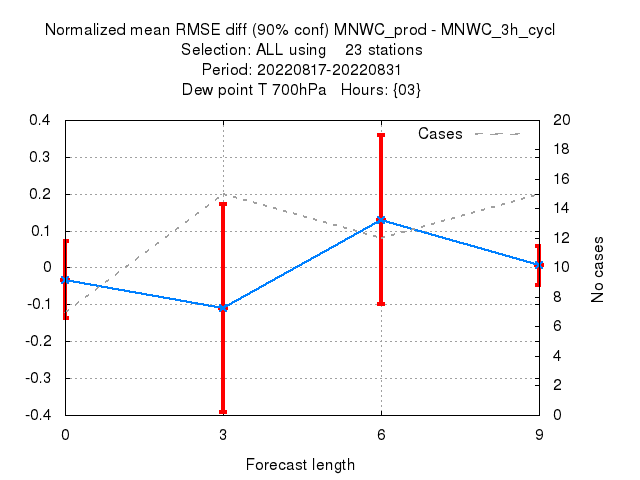 Normalized mean RMSE diff (90% conf) MNWC_prod - MNWC_3h_cycl
Selection: ALL using    23 stations
Period: 20220817-20220831
Dew point T 700hPa   Hours: {03}
Cases
0.4
0.3
0.2
0.1
0
-0.1
-0.2
-0.3
-0.4
20
18
16
14
12
10
8
6
4
2
0
No cases
0 3 6 9
Forecast length